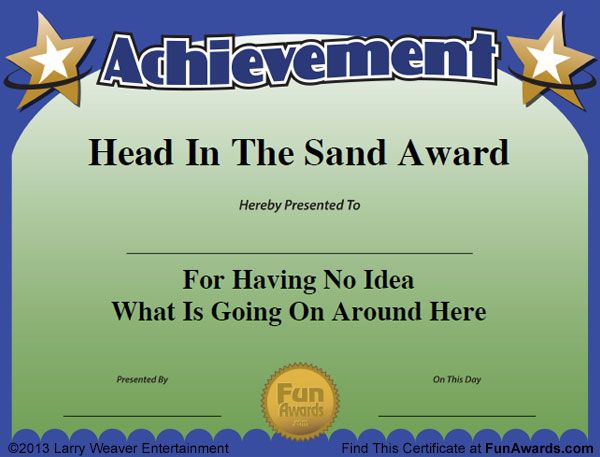 Achievement
Head In The Sand Award
Hereby Presented To
For Having No Idea
What Is Going On Around Here
Presented By
On This Day
Fun
Awards
.com
©2013 Larry Weaver Entertainment
Find This Certificate at FunAwards.com